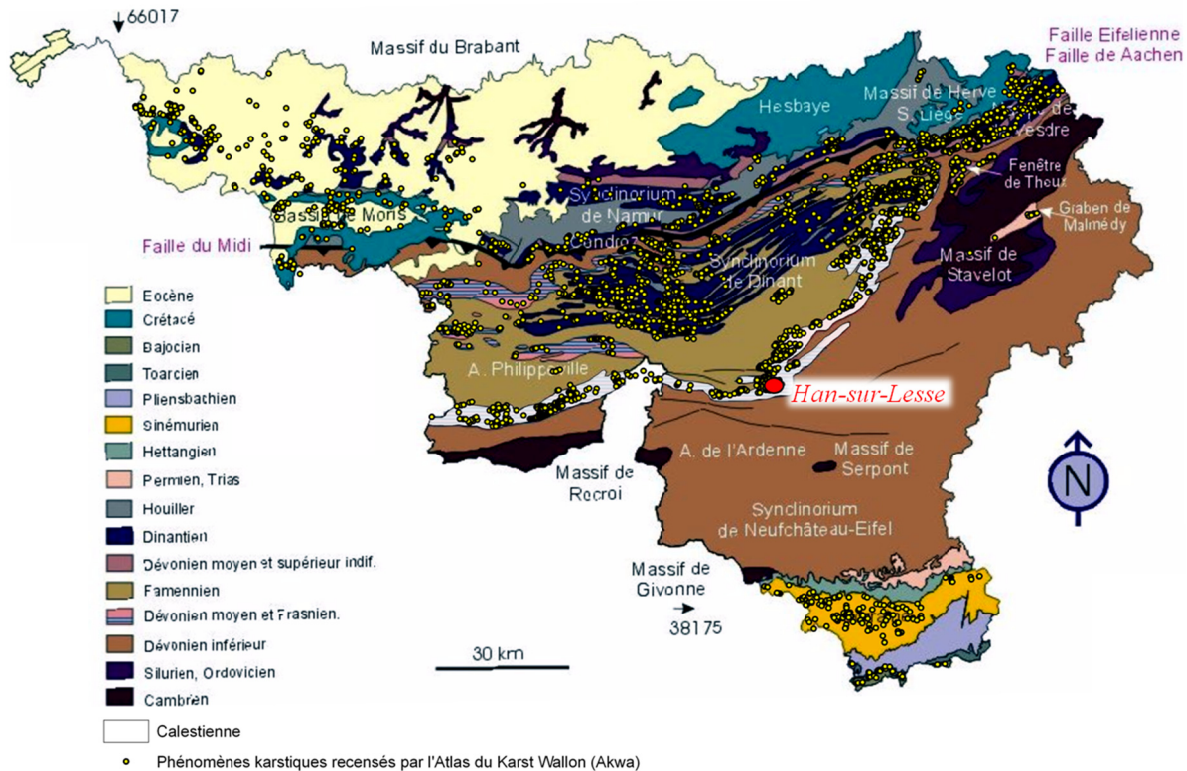 66017
Massif du Brabant
Faille Eifelienne
Faille de Aachen
Hesbaye
Massif de Herve
S. Liège
de
Vesdre
Fenêtre
de Theux
Graben de
Malmédy
Synclinorium
de Namur
Bassin de Mons
Faille du Midi
Condroz
Synclinorium
de Dinant
Massif de
Stavelot
A. Philippeville
Han-sur-Lesse
A. de l'Ardenne
Massif de
Serpont
Massif de
Rocroi
Synclinorium
de Neufchâteau-Eifel
Massif de
Givonne
38175
30 km
N
Eocène
Crétacé
Bajocien
Toarcien
Pliensbachien
Sinémurien
Hettangien
Permien, Trias
Houiller
Dinantien
Dévonien moyen et supérieur indif.
Famennien
Dévonien moyen et Frasnien.
Dévonien inférieur
Silurien, Ordovicien
Cambrien
Calestienne
Phénomènes karstiques recensés par l'Atlas du Karst Wallon (Akwa)